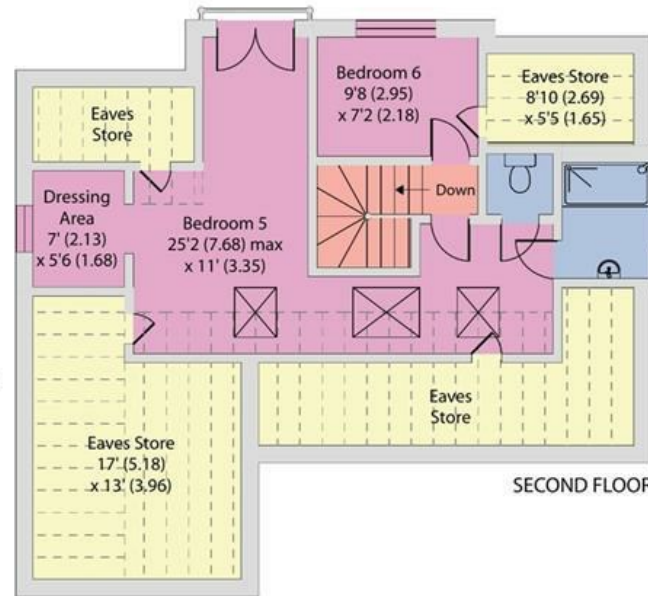 Bedroom 6
9'8 (2.95)
x 7'2 (2.18)
Eaves Store
8'10 (2.69)
x 5'5 (1.65)
Eaves
Store
Dressing
Area
7' (2.13)
x 5'6 (1.68)
Down
Bedroom 5
25'2 (7.68) max
x 11' (3.35)
Eaves
Store
Eaves Store
17' (5.18)
x 13' (3.96)
SECOND FLOOR